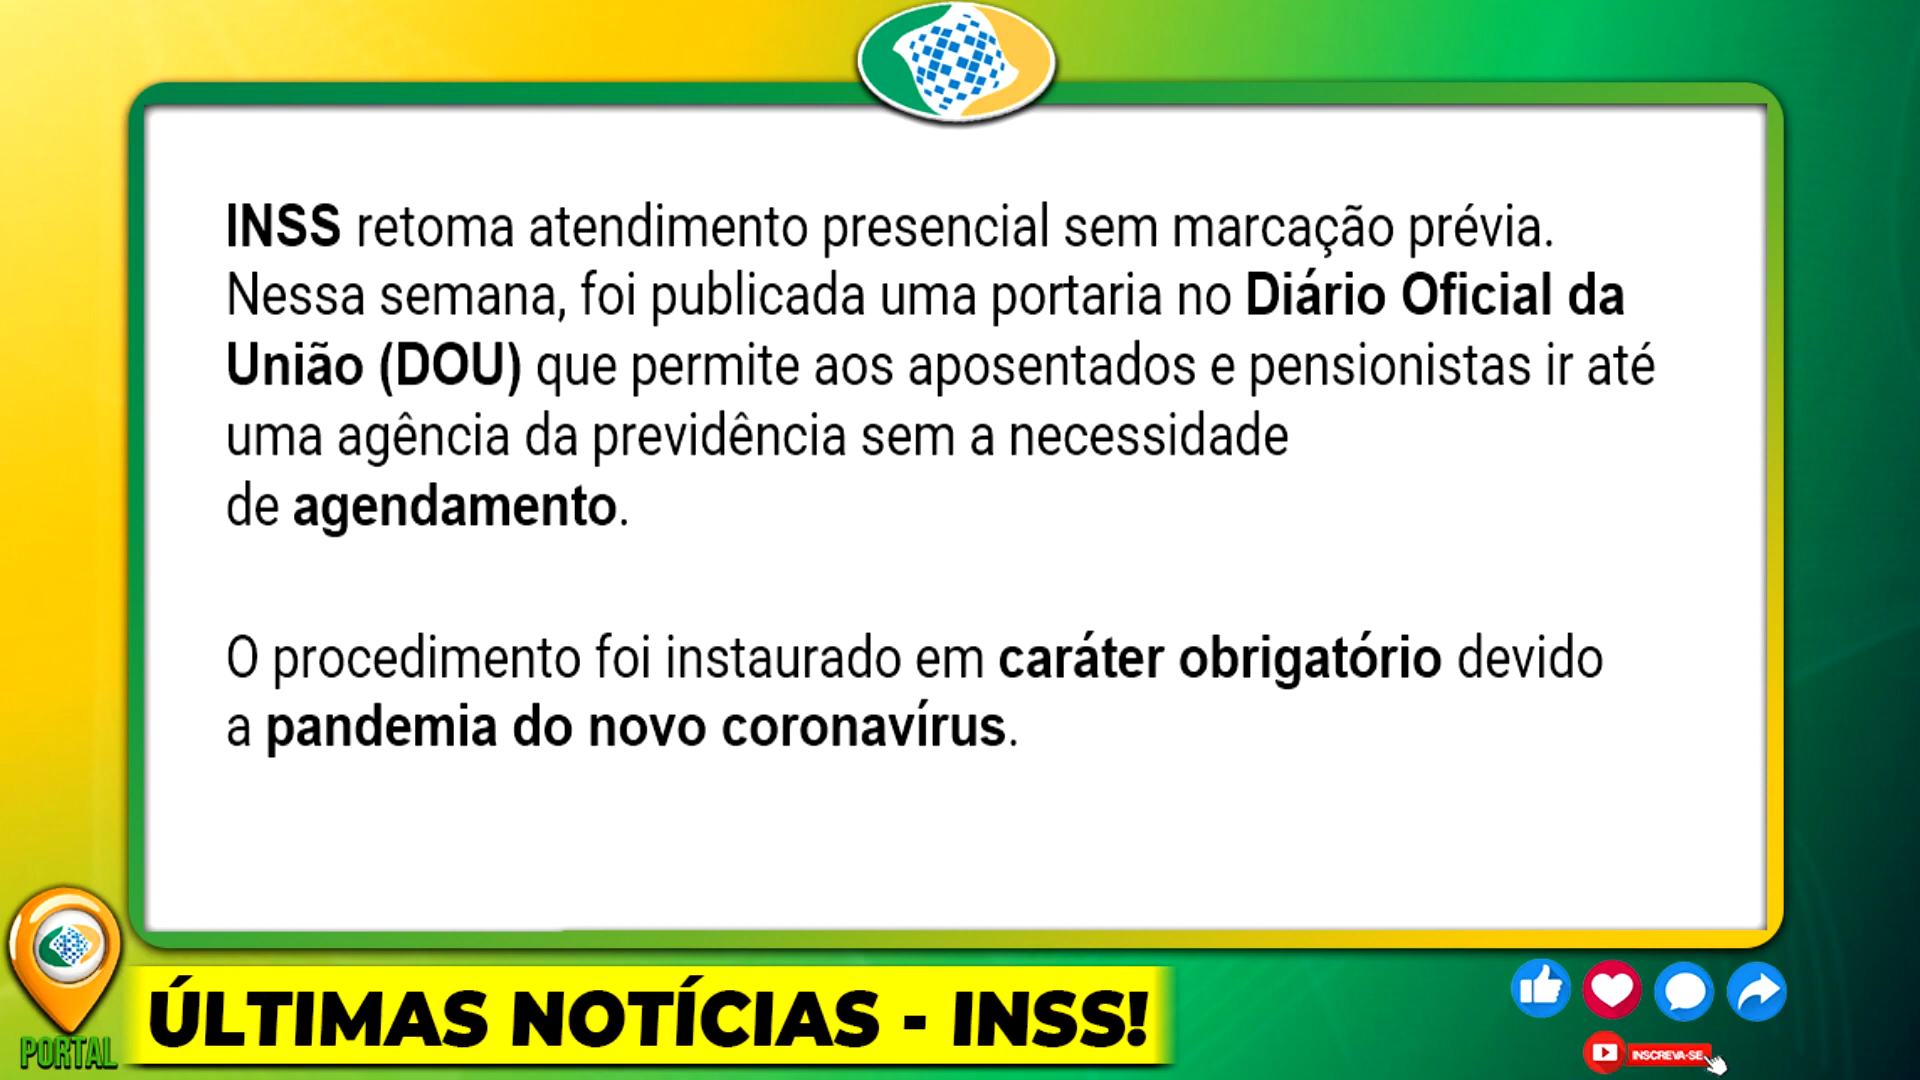 INSS retoma atendimento presencial sem marcação prévia.
Nessa semana, foi publicada uma portaria no Diário Oficial da
União (DOU) que permite aos aposentados e pensionistas ir até
uma agência da previdência sem a necessidade
de agendamento.
O procedimento foi instaurado em caráter obrigatório devido
a pandemia do novo coronavírus.
PORTAL
ÚLTIMAS NOTÍCIAS - INSS!
INSCREVA-SE